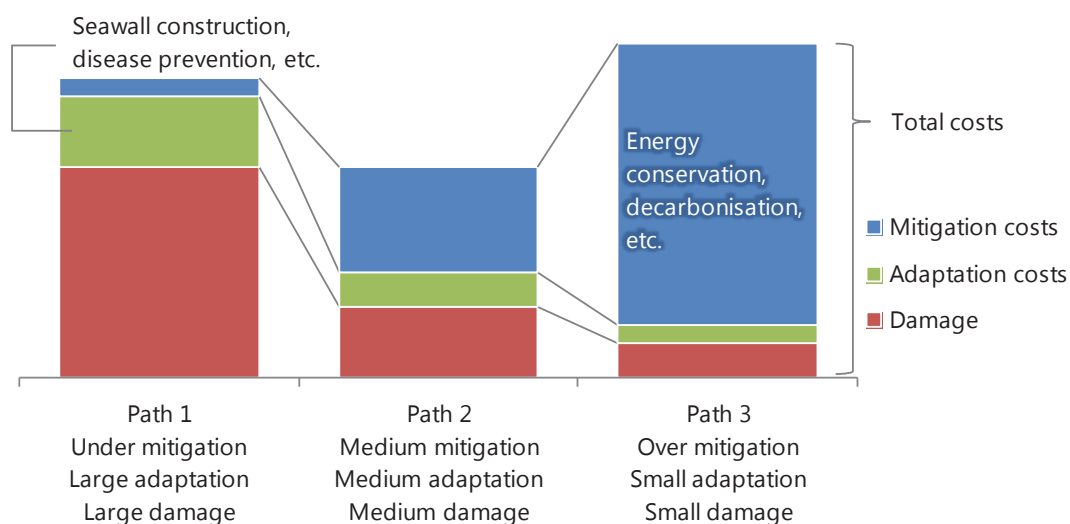 Seawall construction,
disease prevention, etc.
Total costs
Energy
conservation,
decarbonisation,
etc.
Mitigation costs
Adaptation costs
Damage
Path 1
Under mitigation
Large adaptation
Large damage
Path 2
Medium mitigation
Medium adaptation
Medium damage
Path 3
Over mitigation
Small adaptation
Small damage